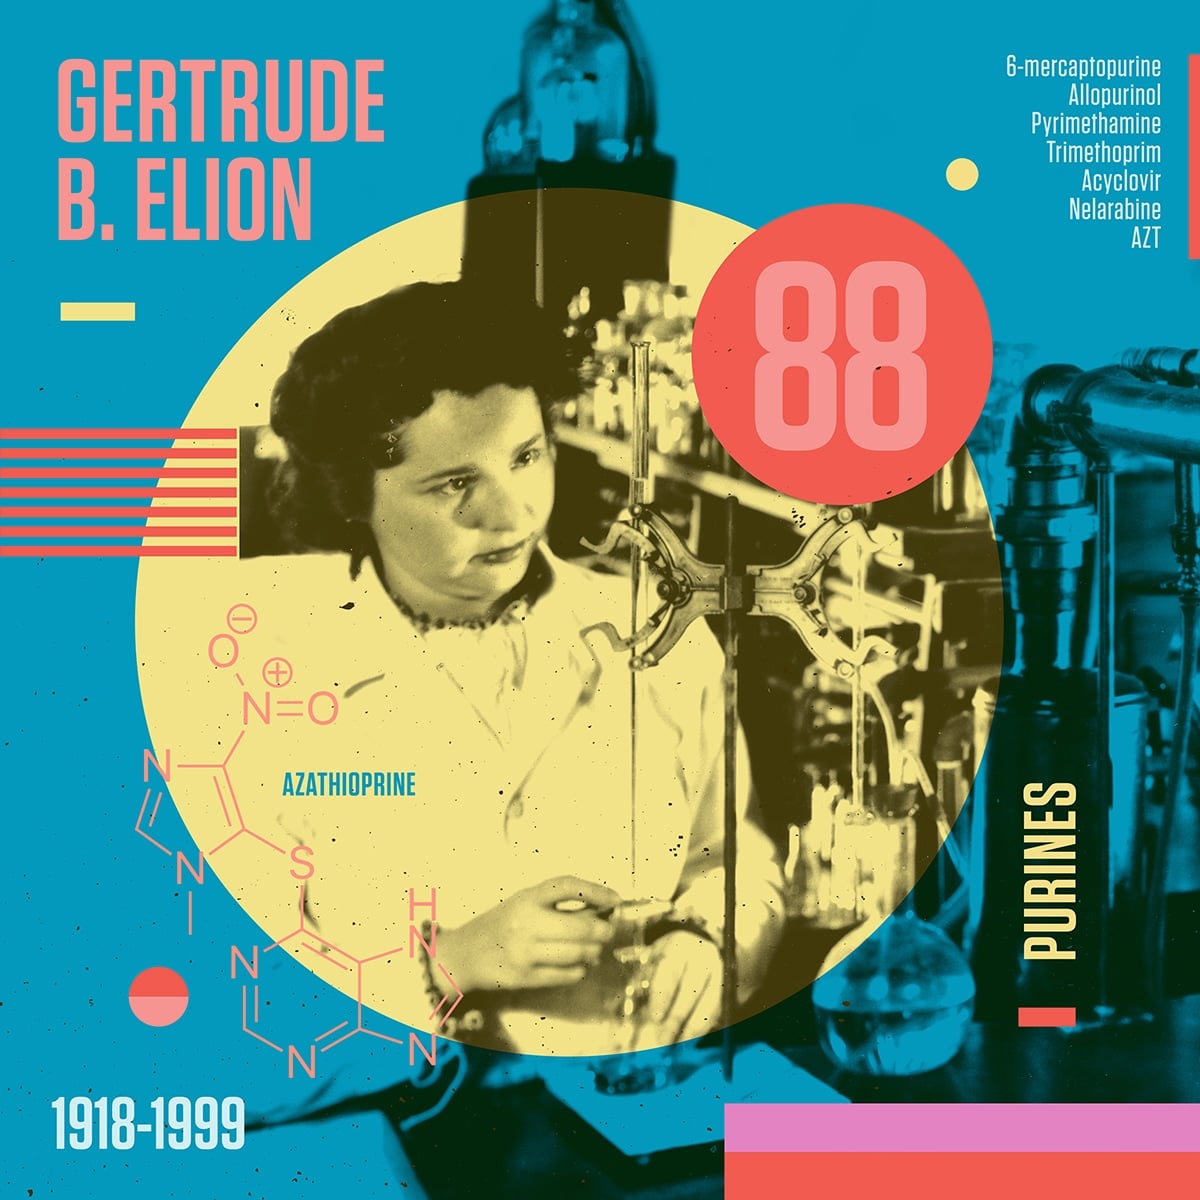 GERTRUDE
B. ELION
6-mercaptopurine
Allopurinol
Pyrimethamine
Trimethoprim
Acyclovir
Nelarabine
AZT
88
O
N=O
N
AZATHIOPRINE
S
N
H
N
N
N
N
PURINES
1918-1999